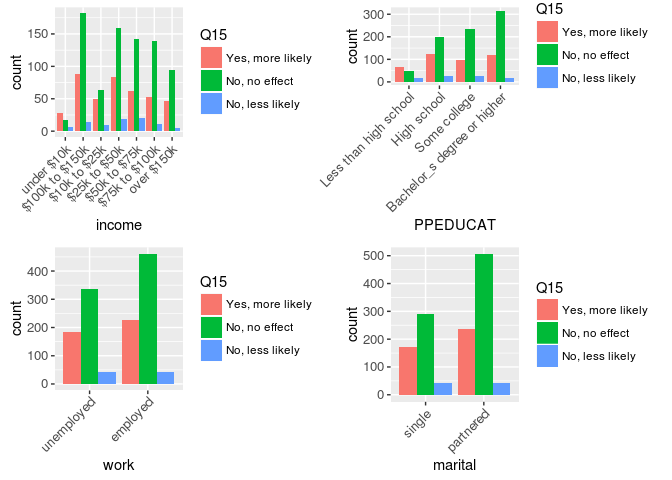 count
150
100
50
0
under $10k
$100k to $150k
$10k to $25k
$25k to $50k
$50k to $75k
$75k to $100k
over $150k
income
Q15
Yes, more likely
No, no effect
No, less likely
count
300
200
100
0
Less than high school
High school
Some college
Bachelor_s degree or higher
PPEDUCAT
Q15
Yes, more likely
No, no effect
No, less likely
count
400
300
200
100
0
unemployed
employed
work
Q15
Yes, more likely
No, no effect
No, less likely
count
500
400
300
200
100
0
single
partnered
marital
Q15
Yes, more likely
No, no effect
No, less likely